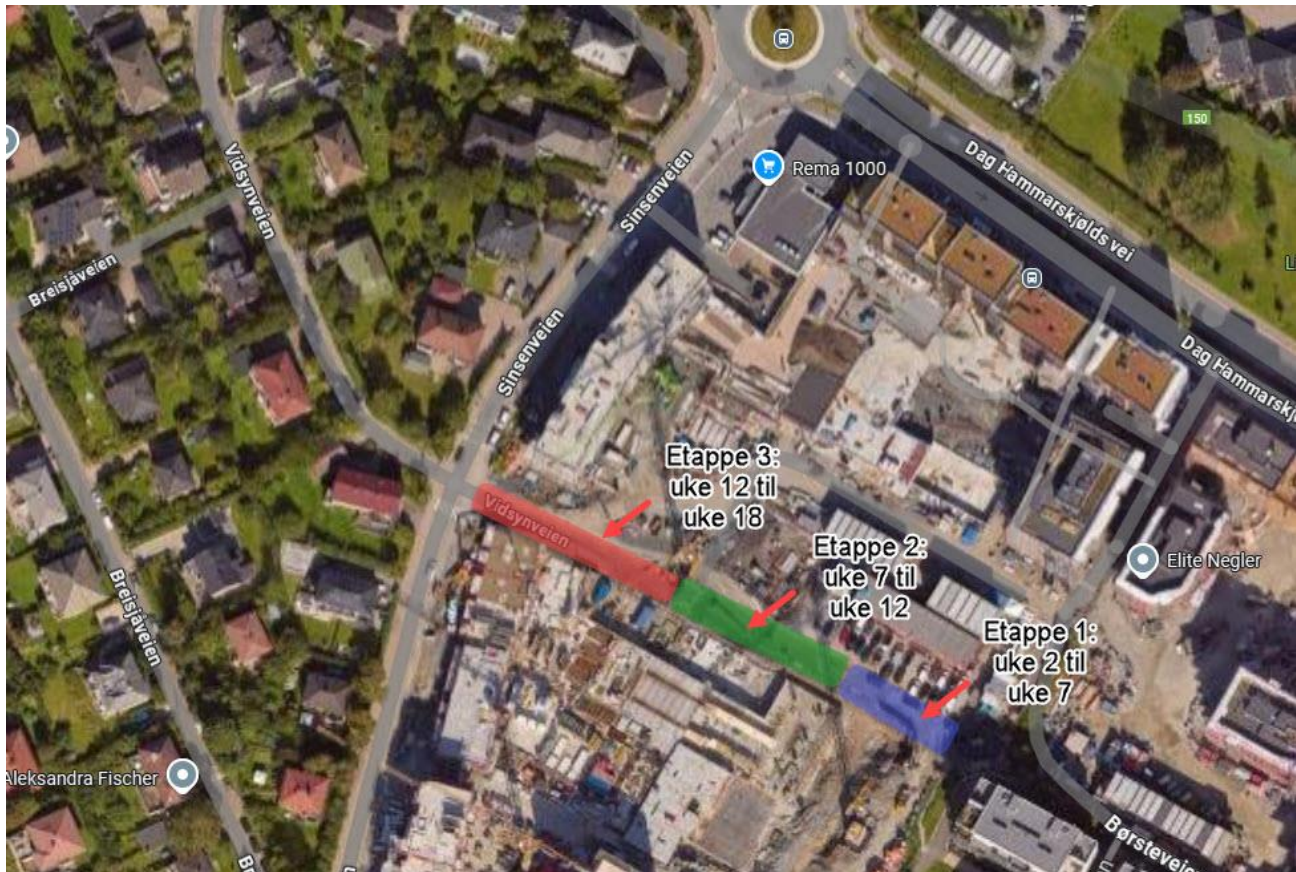 150
Dag Hammarskjølds vei
Rema 1000
Vidsynveien
Sinsenveien
Breisjåveien
Sinsenveien
Dag Hammarskj
Etappe 3:
uke 12 til
uke 18
Vidsynveien
Etappe 2:
uke 7 til
uke 12
Elite Negler
Etappe 1:
uke 2 til
uke 7
Breisjåveien
Aleksandra Fischer
Børsteveie